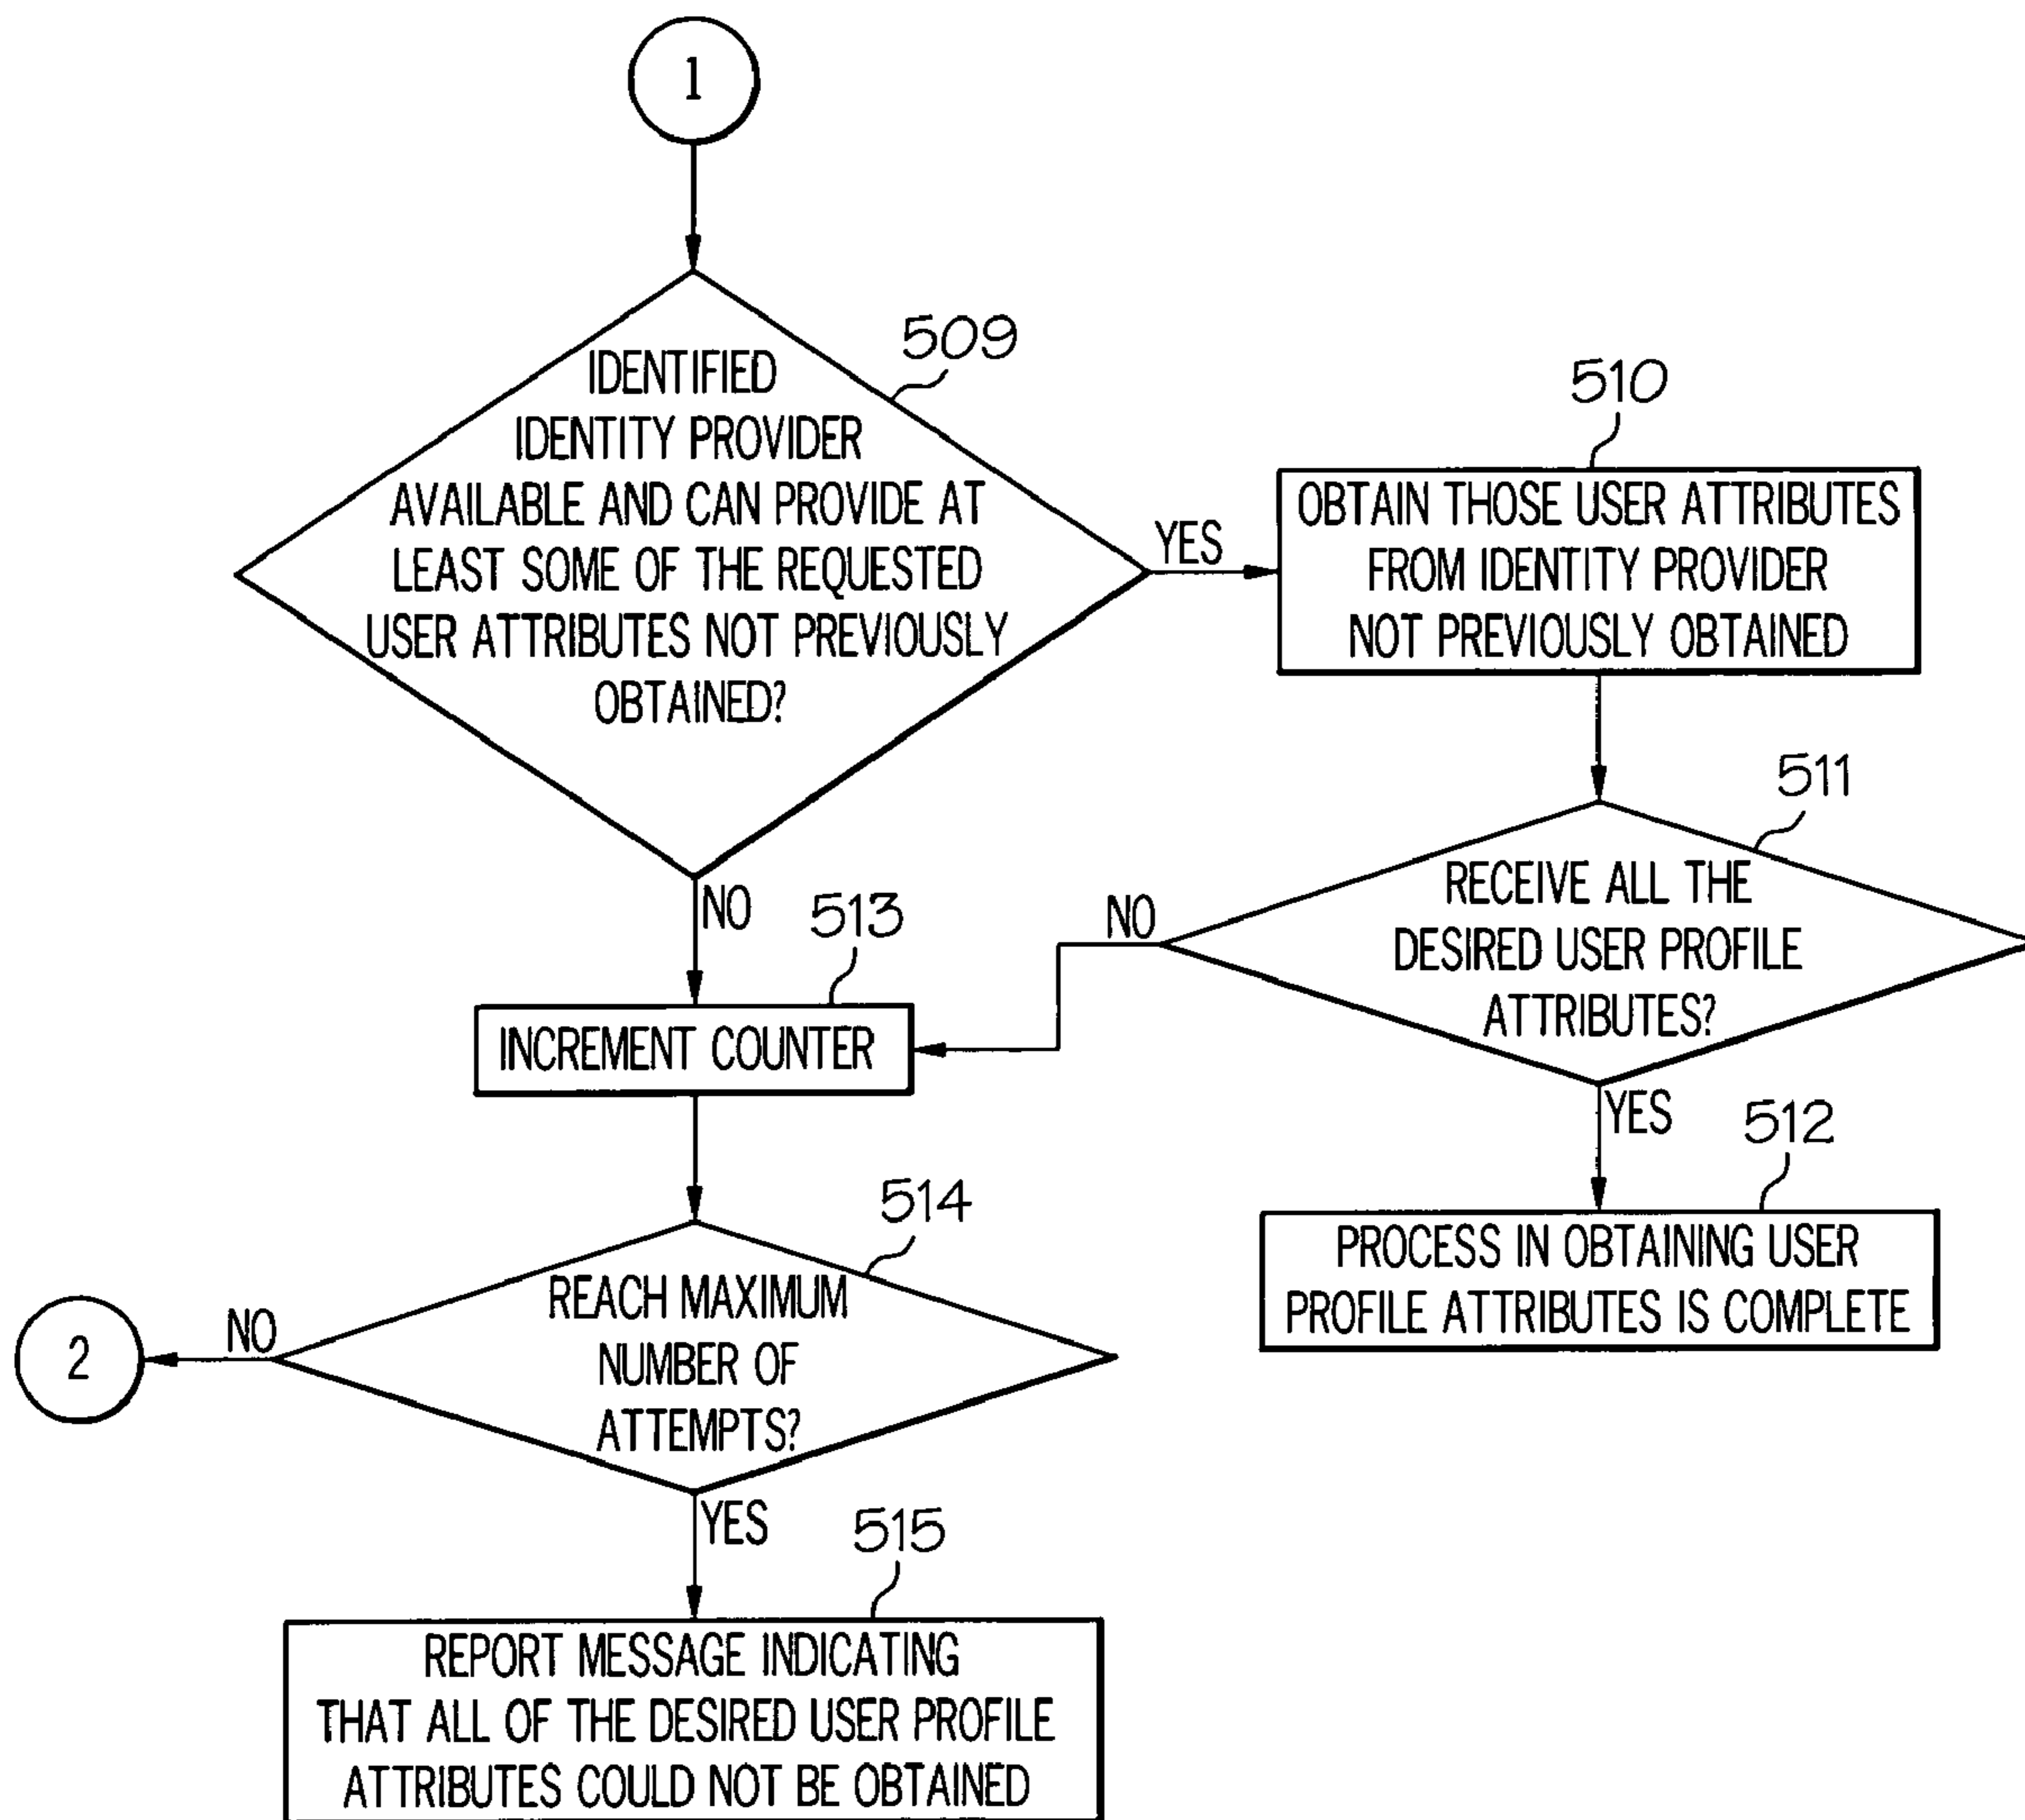 1
509
IDENTIFIED
IDENTITY PROVIDER
AVAILABLE AND CAN PROVIDE AT
LEAST SOME OF THE REQUESTED
USER ATTRIBUTES NOT PREVIOUSLY
OBTAINED?
YES
NO
510
OBTAIN THOSE USER ATTRIBUTES
FROM IDENTITY PROVIDER
NOT PREVIOUSLY OBTAINED
511
RECEIVE ALL THE
DESIRED USER PROFILE
ATTRIBUTES?
NO
YES
512
PROCESS IN OBTAINING USER
PROFILE ATTRIBUTES IS COMPLETE
513
INCREMENT COUNTER
514
REACH MAXIMUM
NUMBER OF
ATTEMPTS?
NO
2
YES
515
REPORT MESSAGE INDICATING
THAT ALL OF THE DESIRED USER PROFILE
ATTRIBUTES COULD NOT BE OBTAINED